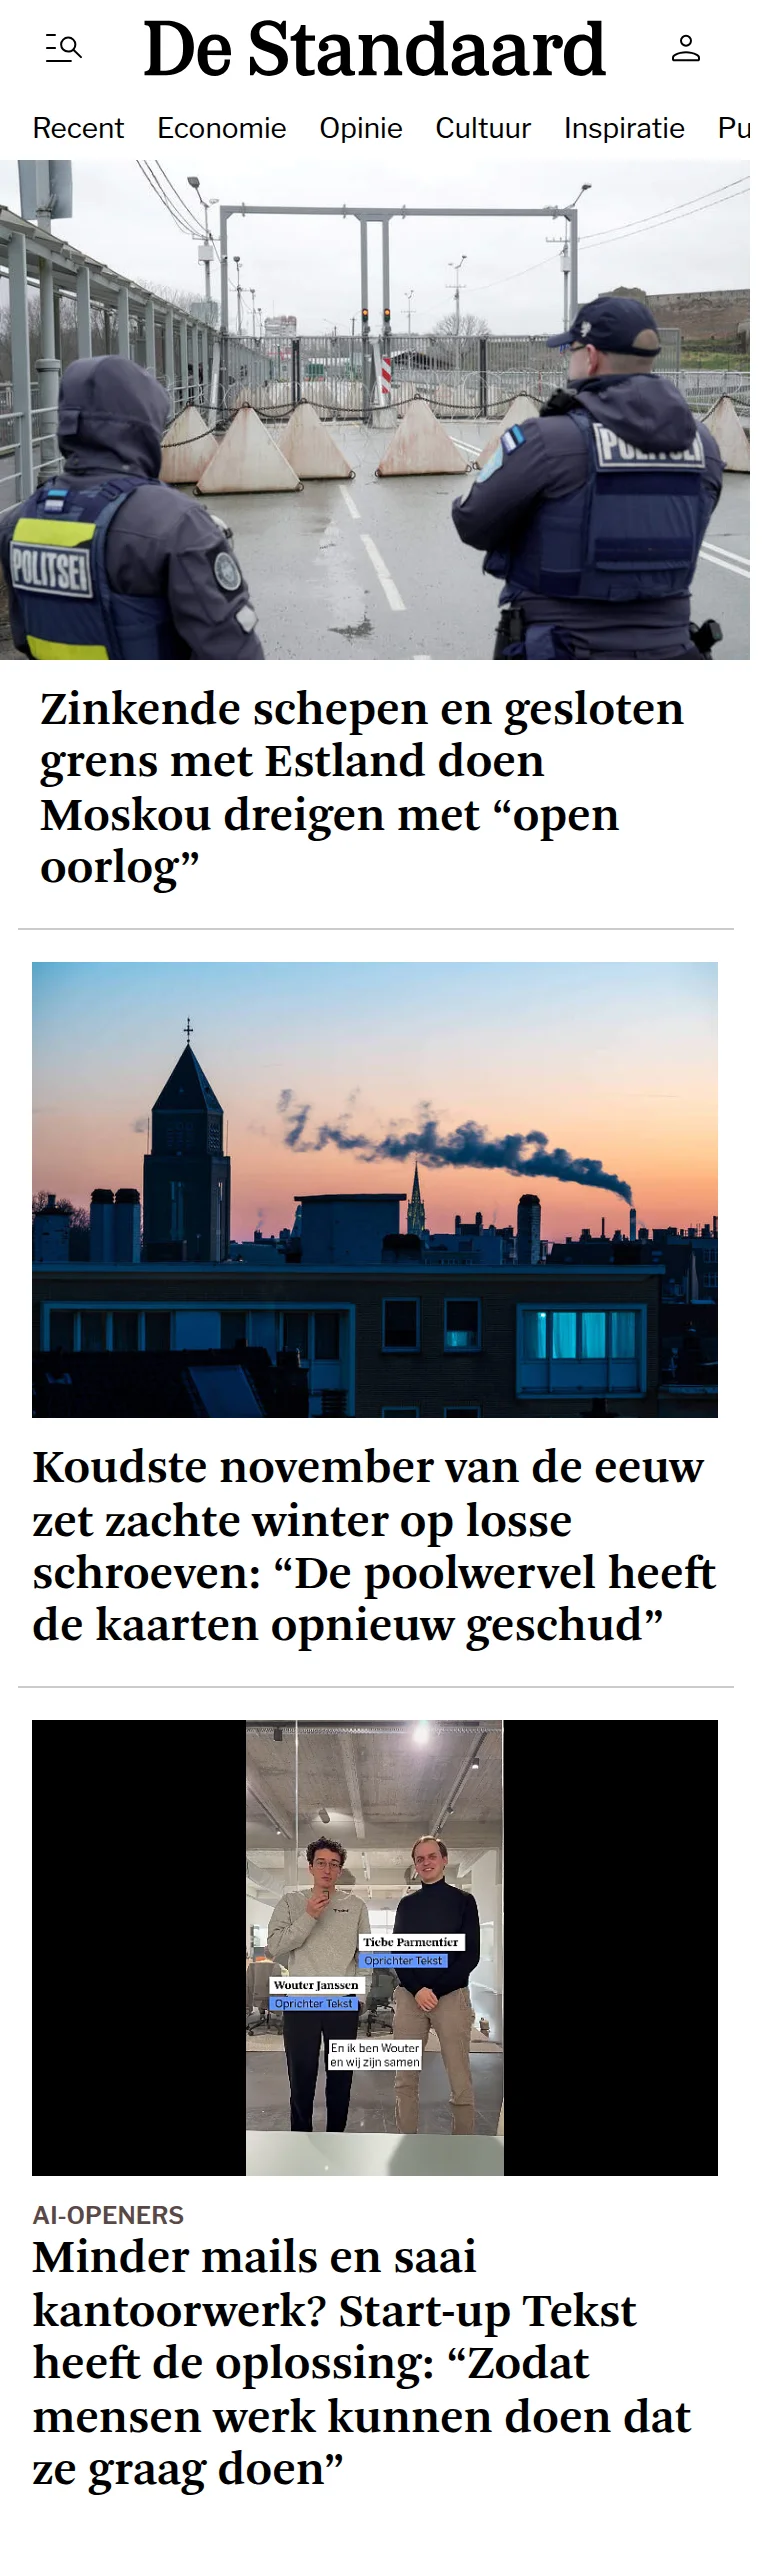 De Standaard
Recent Economie Opinie Cultuur Inspiratie Pu
POLITSEI
POLITSEI
Zinkende schepen en gesloten
grens met Estland doen
Moskou dreigen met “open
oorlog”
Koudste november van de eeuw
zet zachte winter op losse
schroeven: “De poolwervel heeft
de kaarten opnieuw geschud”
Tiebe Parmentier
Oprichter Tekst
Wouter Janssen
Oprichter Tekst
En ik ben Wouter
en wij zijn samen
AI-OPENERS
Minder mails en saai
kantoorwerk? Start-up Tekst
heeft de oplossing: “Zodat
mensen werk kunnen doen dat
ze graag doen”